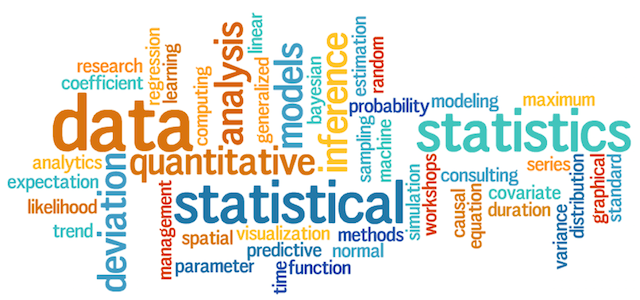 research
coefficient
regression
learning
computing
analysis
linear
generalized
models
bayesian
inference
estimation
random
probability
modeling
maximum
data
statistics
analytics
quantitative
sampling
machine
expectation
deviation
likelihood
trend
management
statistical
simulation
workshops
consulting
causal
equation
series
covariate
duration
distribution
variance
graphical
standard
spatial
visualization
methods
predictive
normal
parameter
time
function